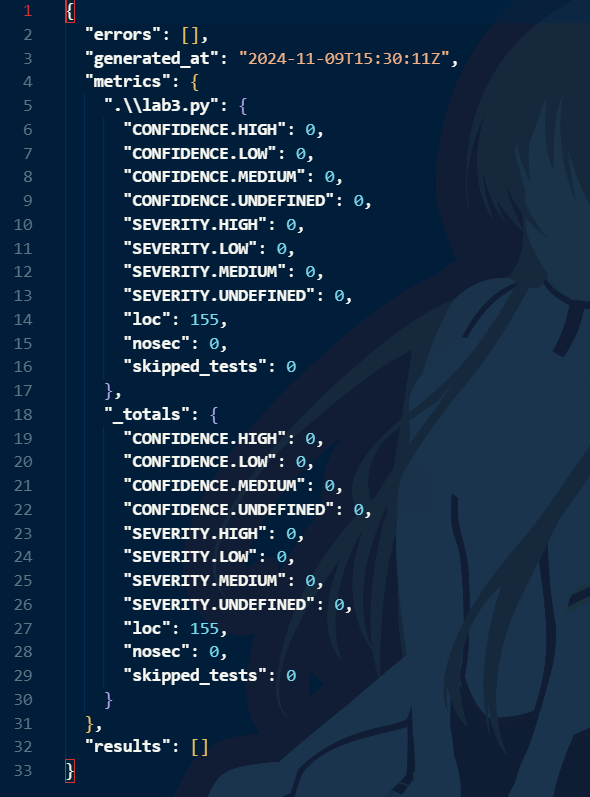 1 {
2 "errors": [],
3 "generated_at": "2024-11-09T15:30:11Z",
4 "metrics": {
5 ".\\lab3.py": {
6 "CONFIDENCE.HIGH": 0,
7 "CONFIDENCE.LOW": 0,
8 "CONFIDENCE.MEDIUM": 0,
9 "CONFIDENCE.UNDEFINED": 0,
10 "SEVERITY.HIGH": 0,
11 "SEVERITY.LOW": 0,
12 "SEVERITY.MEDIUM": 0,
13 "SEVERITY.UNDEFINED": 0,
14 "loc": 155,
15 "nosec": 0,
16 "skipped_tests": 0
17 },
18 "_totals": {
19 "CONFIDENCE.HIGH": 0,
20 "CONFIDENCE.LOW": 0,
21 "CONFIDENCE.MEDIUM": 0,
22 "CONFIDENCE.UNDEFINED": 0,
23 "SEVERITY.HIGH": 0,
24 "SEVERITY.LOW": 0,
25 "SEVERITY.MEDIUM": 0,
26 "SEVERITY.UNDEFINED": 0,
27 "loc": 155,
28 "nosec": 0,
29 "skipped_tests": 0
30 }
31 },
32 "results": []
33 }